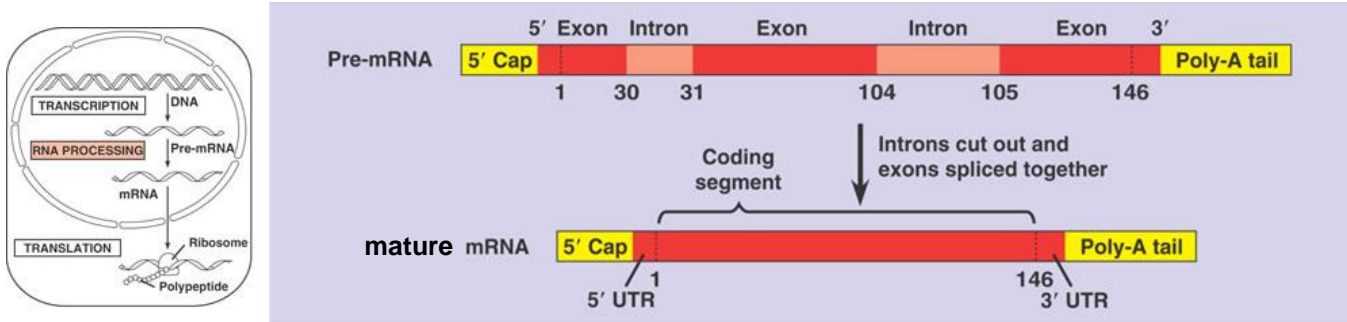 TRANSCRIPTION
DNA
RNA PROCESSING
Pre-mRNA
mRNA
TRANSLATION
Ribosome
Polypeptide
5′ Exon Intron Exon Intron Exon 3′
Pre-mRNA
5′ Cap
Poly-A tail
1 30 31 104 105 146
Introns cut out and
exons spliced together
Coding
segment
mature mRNA
5′ Cap
Poly-A tail
1
146
5′ UTR
3′ UTR